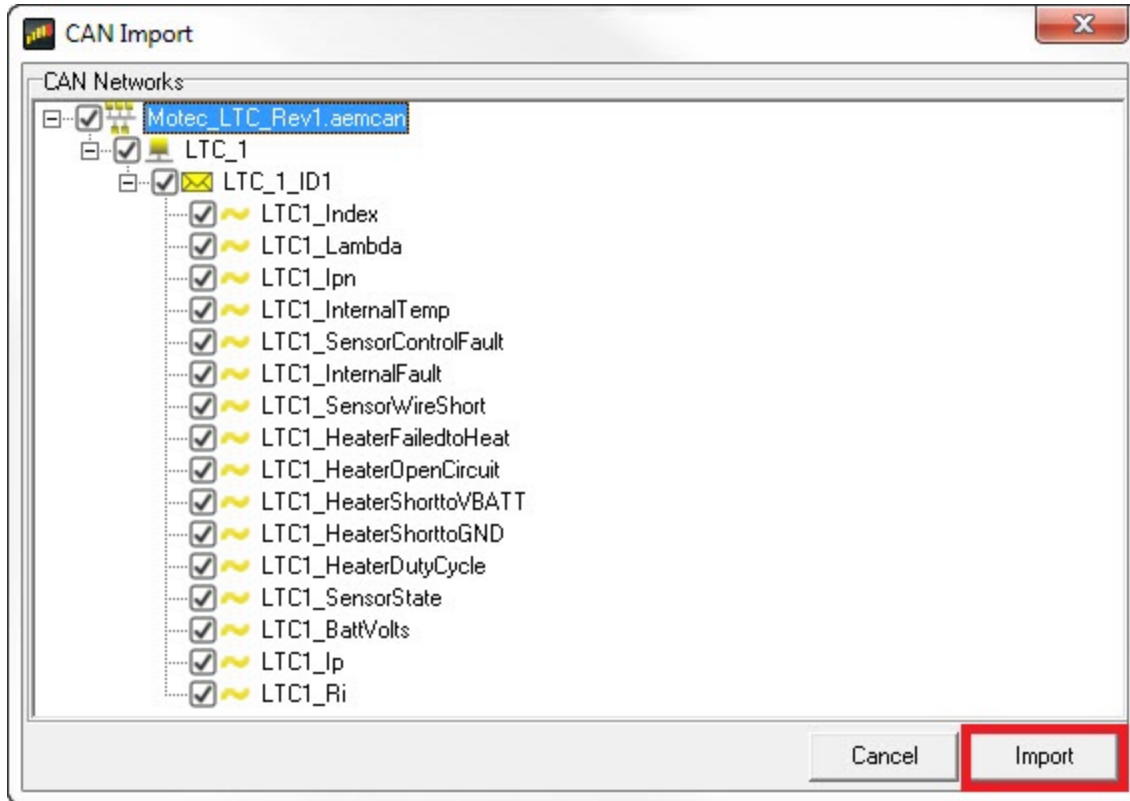 CAN Import
CAN Networks
Motec_LTC_Rev1.aemcan
LTC_1
LTC_1_ID1
LTC1_Index
LTC1_Lambda
LTC1_Ipn
LTC1_InternalTemp
LTC1_SensorControlFault
LTC1_InternalFault
LTC1_SensorWireShort
LTC1_HeaterFailedtoHeat
LTC1_HeaterOpenCircuit
LTC1_HeaterShorttoVBATT
LTC1_HeaterShorttoGND
LTC1_HeaterDutyCycle
LTC1_SensorState
LTC1_BattVolts
LTC1_Ip
LTC1_Ri
Cancel Import